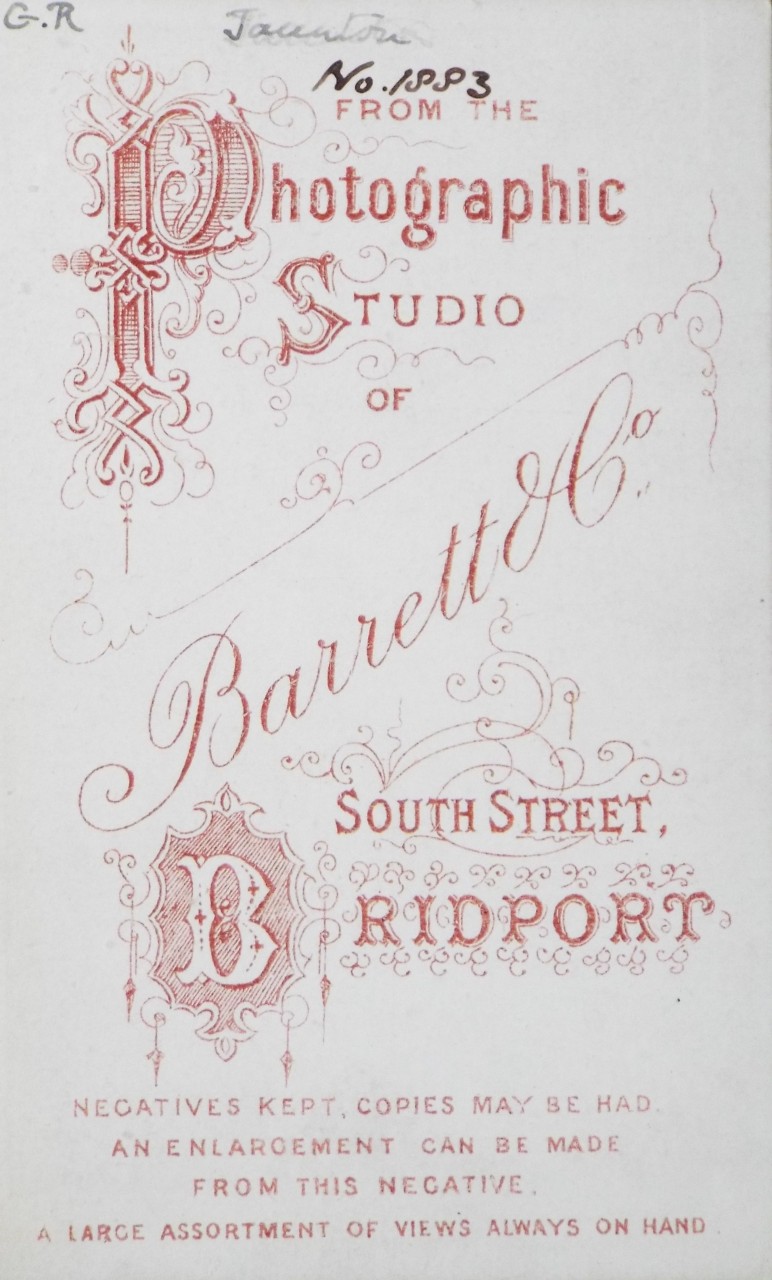 G.R Taunton
No. 1883
FROM THE
Photographic
STUDIO
OF
Barrett & Co.
SOUTH STREET,
BRIDPORT
NEGATIVES KEPT, COPIES MAY BE HAD.
AN ENLARGEMENT CAN BE MADE
FROM THIS NEGATIVE.
A LARGE ASSORTMENT OF VIEWS ALWAYS ON HAND.